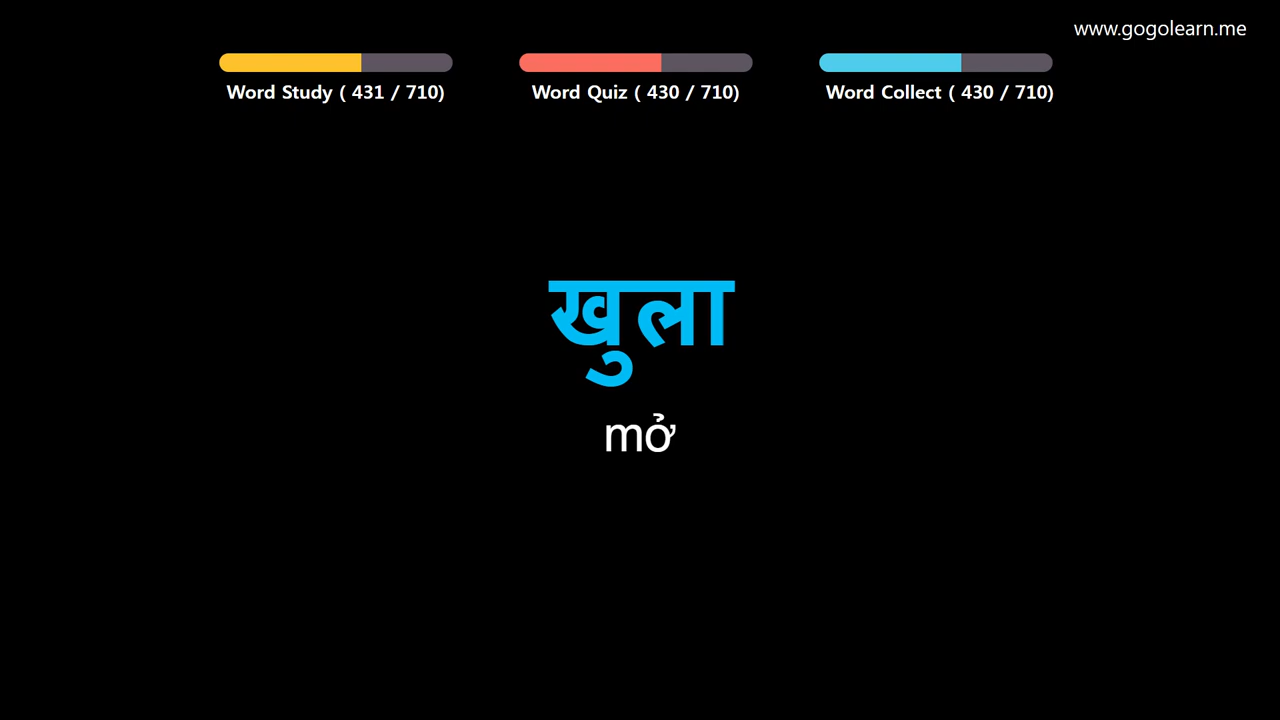 www.gogolearn.me
Word Study ( 431 / 710)
Word Quiz ( 430 / 710)
Word Collect ( 430 / 710)
खुला
mở